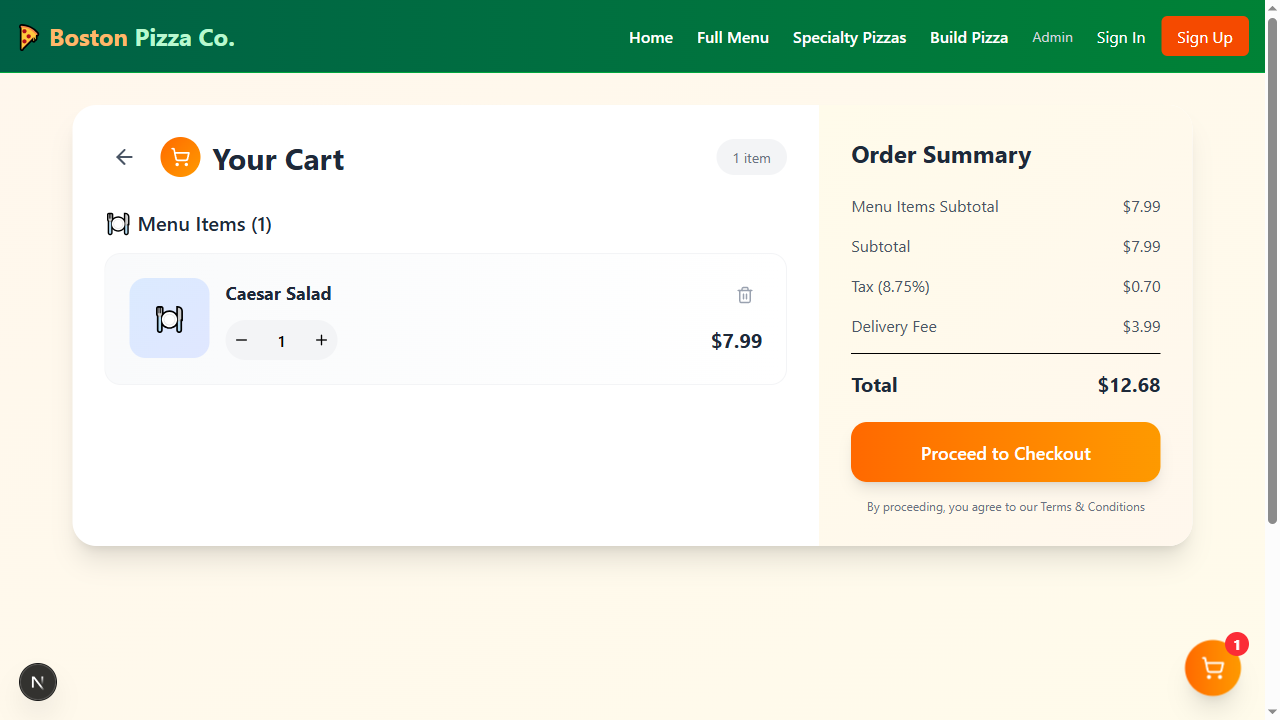 Boston Pizza Co.
Home
Full Menu
Specialty Pizzas
Build Pizza
Admin
Sign In
Sign Up
Your Cart
1 item
Menu Items (1)
Caesar Salad
1
$7.99
Order Summary
Menu Items Subtotal $7.99
Subtotal $7.99
Tax (8.75%) $0.70
Delivery Fee $3.99
Total $12.68
Proceed to Checkout
By proceeding, you agree to our Terms & Conditions
N
1